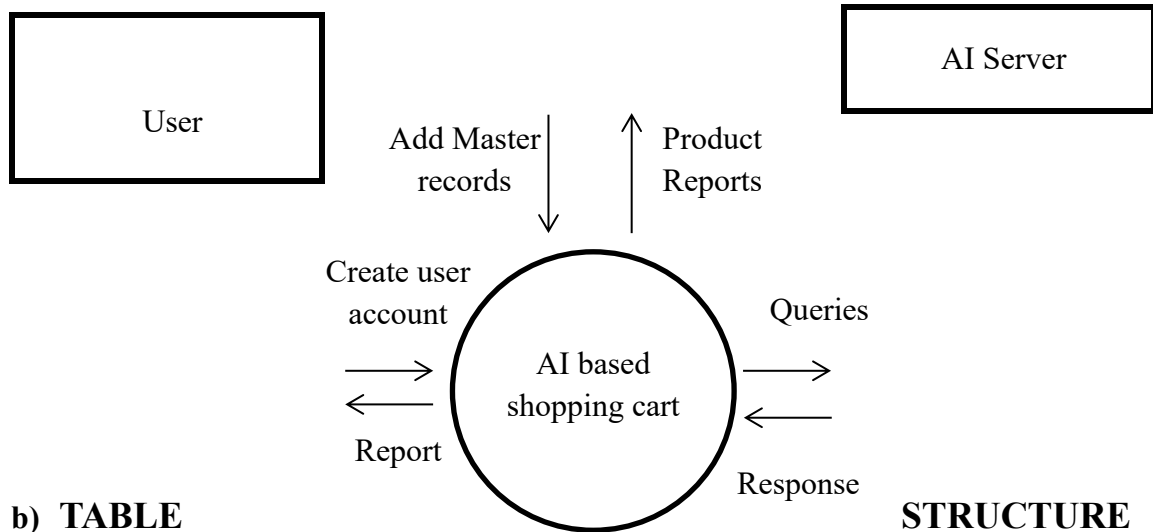 AI Server
User
Add Master
records
Product
Reports
Create user
account
Queries
AI based
shopping cart
Report
Response
b) TABLE STRUCTURE